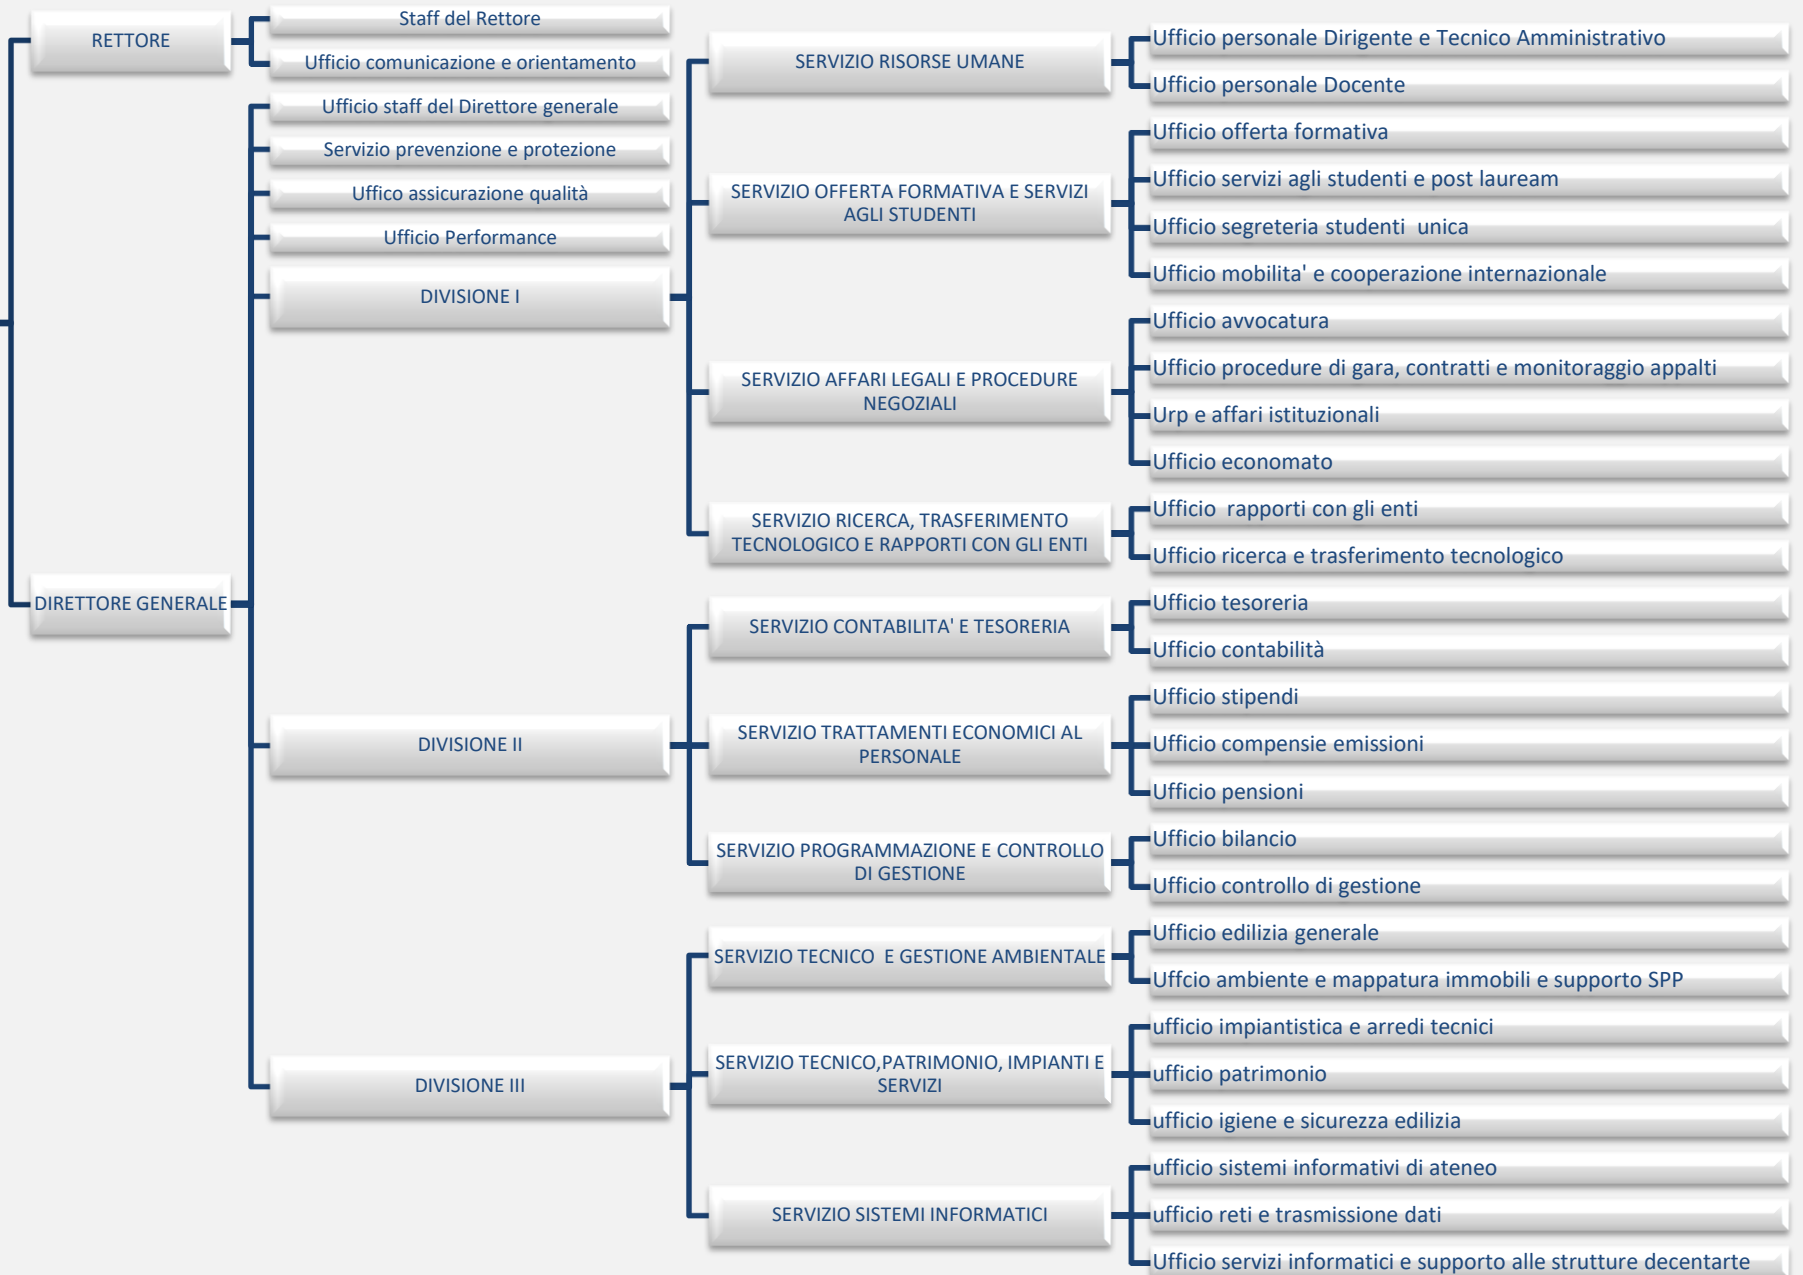 RETTORE
Staff del Rettore
Ufficio comunicazione e orientamento
DIRETTORE GENERALE
Ufficio staff del Direttore generale
Servizio prevenzione e protezione
Uffico assicurazione qualità
Ufficio Performance
DIVISIONE I
SERVIZIO RISORSE UMANE
Ufficio personale Dirigente e Tecnico Amministrativo
Ufficio personale Docente
SERVIZIO OFFERTA FORMATIVA E SERVIZI
AGLI STUDENTI
Ufficio offerta formativa
Ufficio servizi agli studenti e post lauream
Ufficio segreteria studenti  unica
Ufficio mobilita' e cooperazione internazionale
SERVIZIO AFFARI LEGALI E PROCEDURE
NEGOZIALI
Ufficio avvocatura
Ufficio procedure di gara, contratti e monitoraggio appalti
Urp e affari istituzionali
Ufficio economato
SERVIZIO RICERCA, TRASFERIMENTO
TECNOLOGICO E RAPPORTI CON GLI ENTI
Ufficio  rapporti con gli enti
Ufficio ricerca e trasferimento tecnologico
DIVISIONE II
SERVIZIO CONTABILITA' E TESORERIA
Ufficio tesoreria
Ufficio contabilità
SERVIZIO TRATTAMENTI ECONOMICI AL
PERSONALE
Ufficio stipendi
Ufficio compensie emissioni
Ufficio pensioni
SERVIZIO PROGRAMMAZIONE E CONTROLLO
DI GESTIONE
Ufficio bilancio
Ufficio controllo di gestione
DIVISIONE III
SERVIZIO TECNICO  E GESTIONE AMBIENTALE
Ufficio edilizia generale
Uffcio ambiente e mappatura immobili e supporto SPP
SERVIZIO TECNICO,PATRIMONIO, IMPIANTI E
SERVIZI
ufficio impiantistica e arredi tecnici
ufficio patrimonio
ufficio igiene e sicurezza edilizia
SERVIZIO SISTEMI INFORMATICI
ufficio sistemi informativi di ateneo
ufficio reti e trasmissione dati
Ufficio servizi informatici e supporto alle strutture decentarte